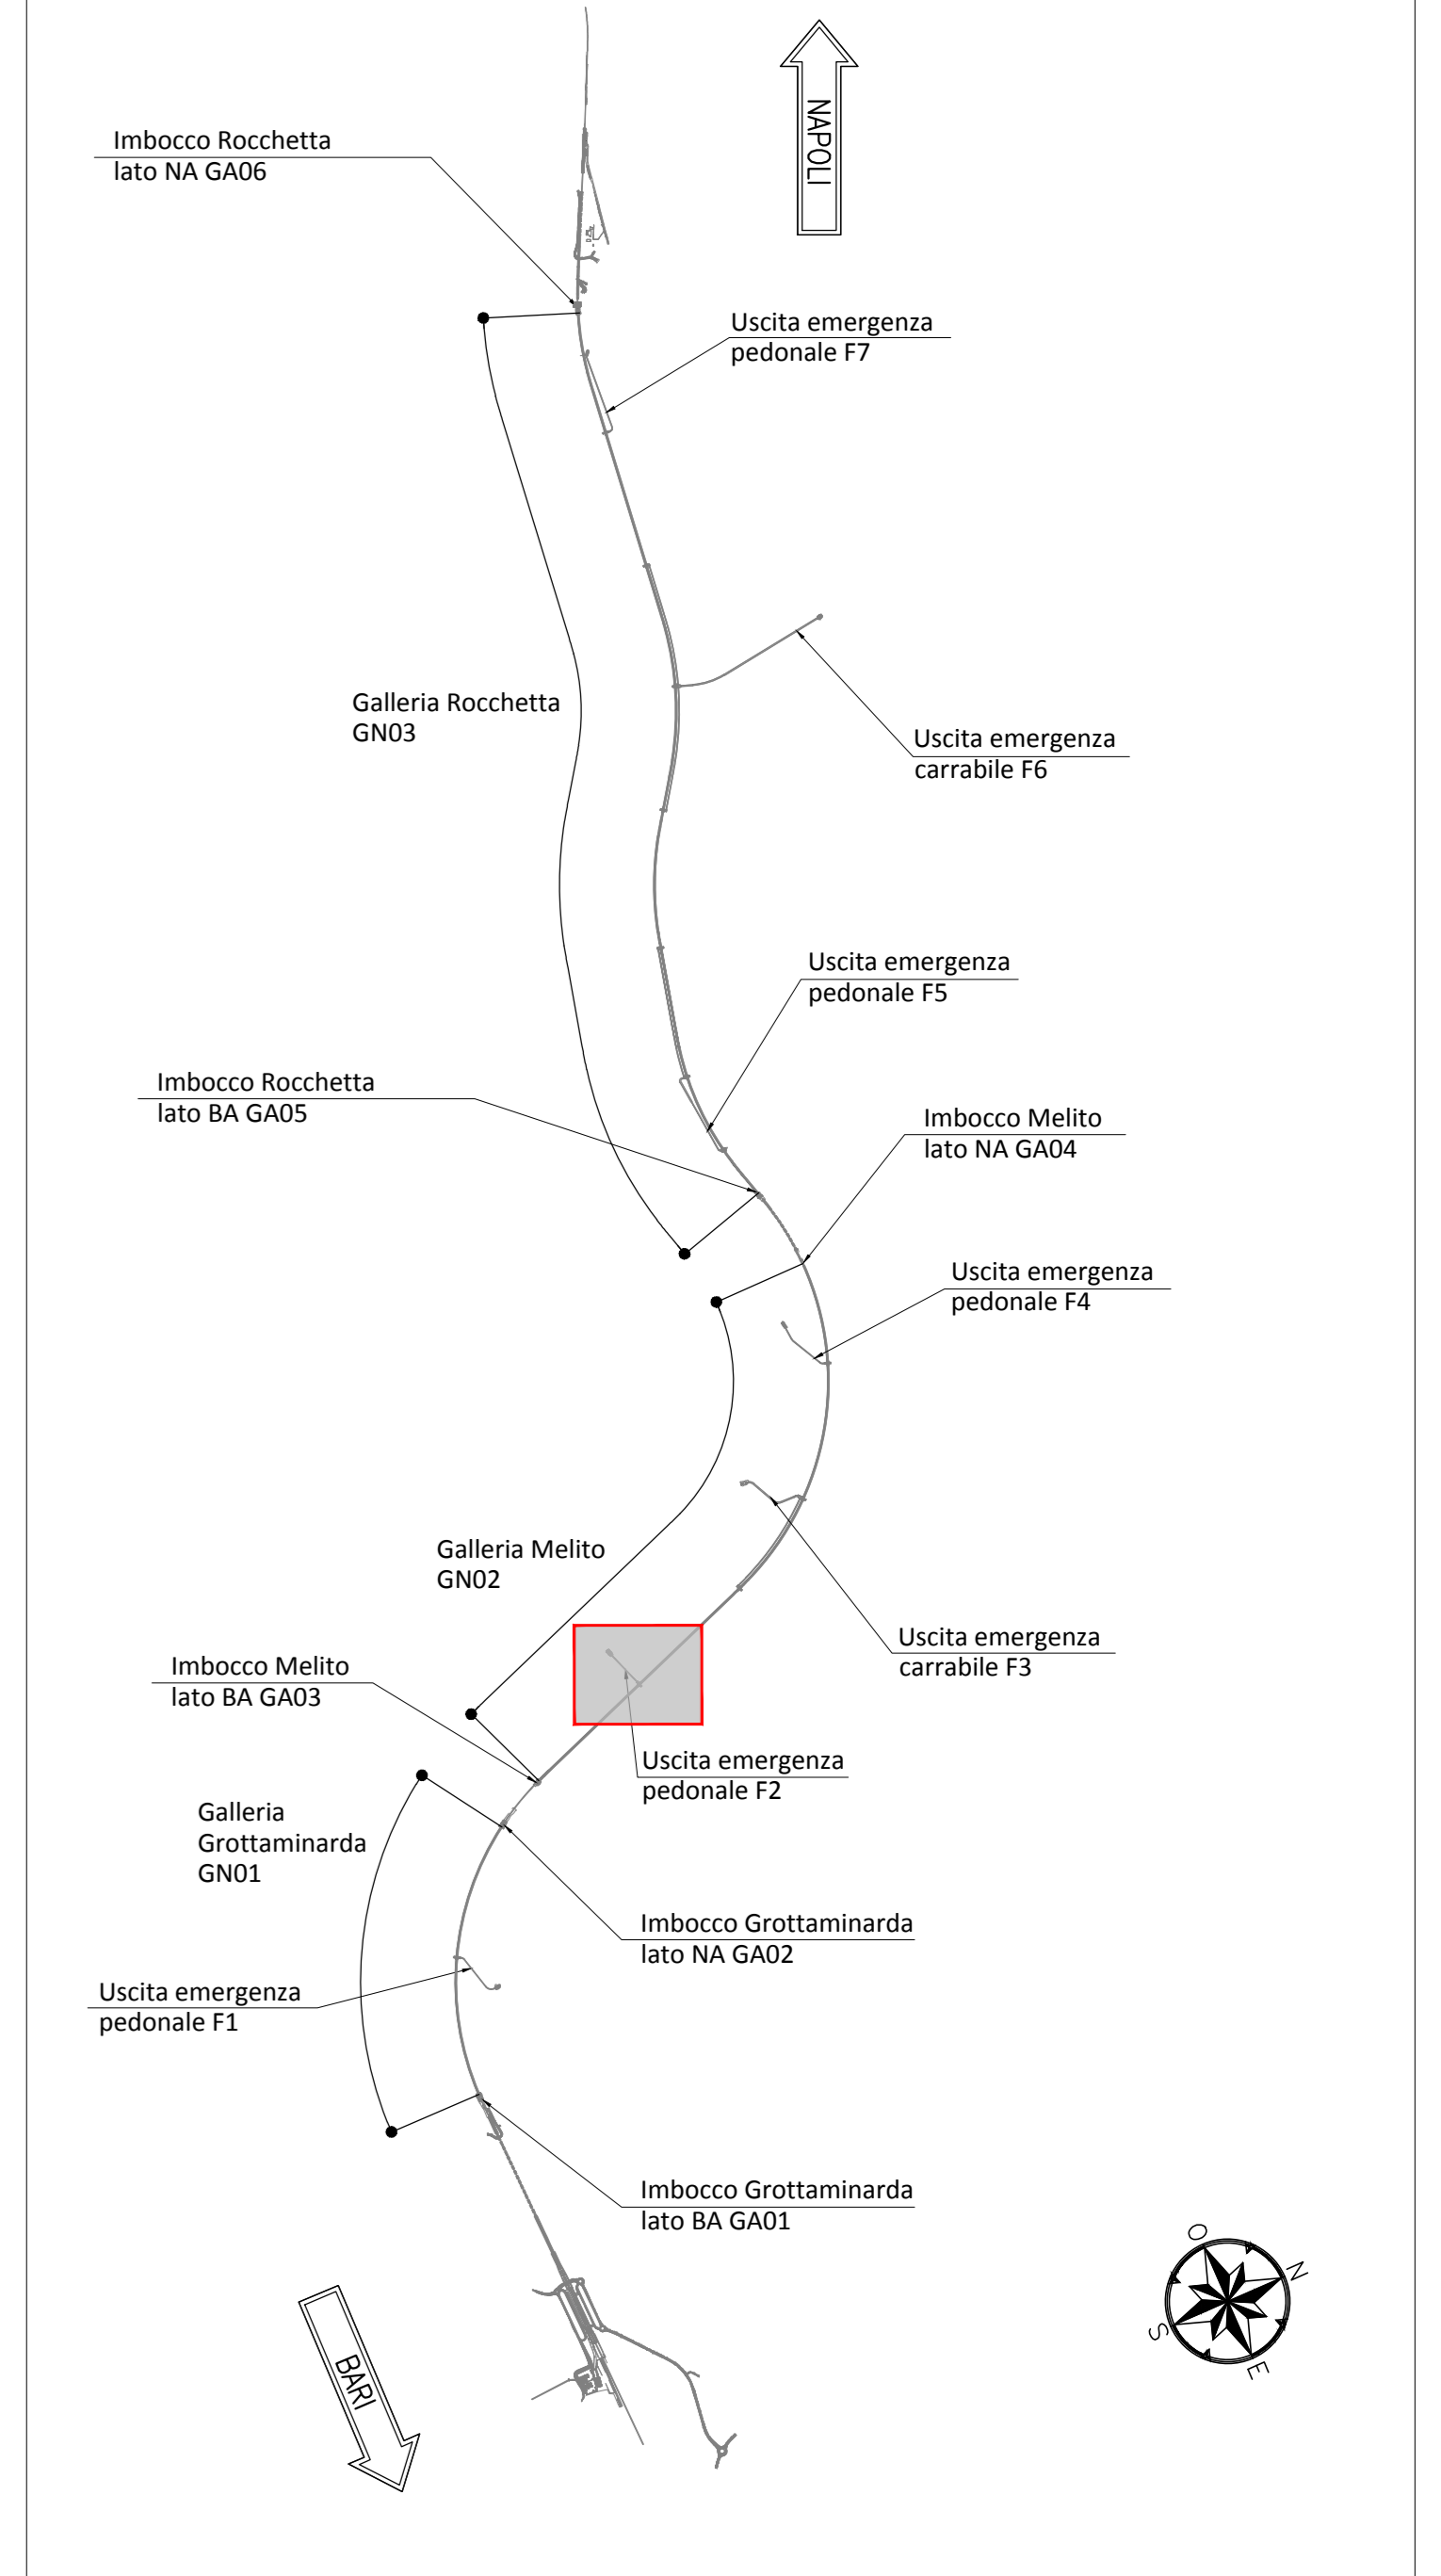 NAPOLI
Imbocco Rocchetta
lato NA GA06
Uscita emergenza
pedonale F7
Galleria Rocchetta
GN03
Uscita emergenza
carrabile F6
Uscita emergenza
pedonale F5
Imbocco Rocchetta
lato BA GA05
Imbocco Melito
lato NA GA04
Uscita emergenza
pedonale F4
Galleria Melito
GN02
Uscita emergenza
carrabile F3
Imbocco Melito
lato BA GA03
Uscita emergenza
pedonale F2
Galleria
Grottaminarda
GN01
Imbocco Grottaminarda
lato NA GA02
Uscita emergenza
pedonale F1
Imbocco Grottaminarda
lato BA GA01
BARI
O
N
S
E